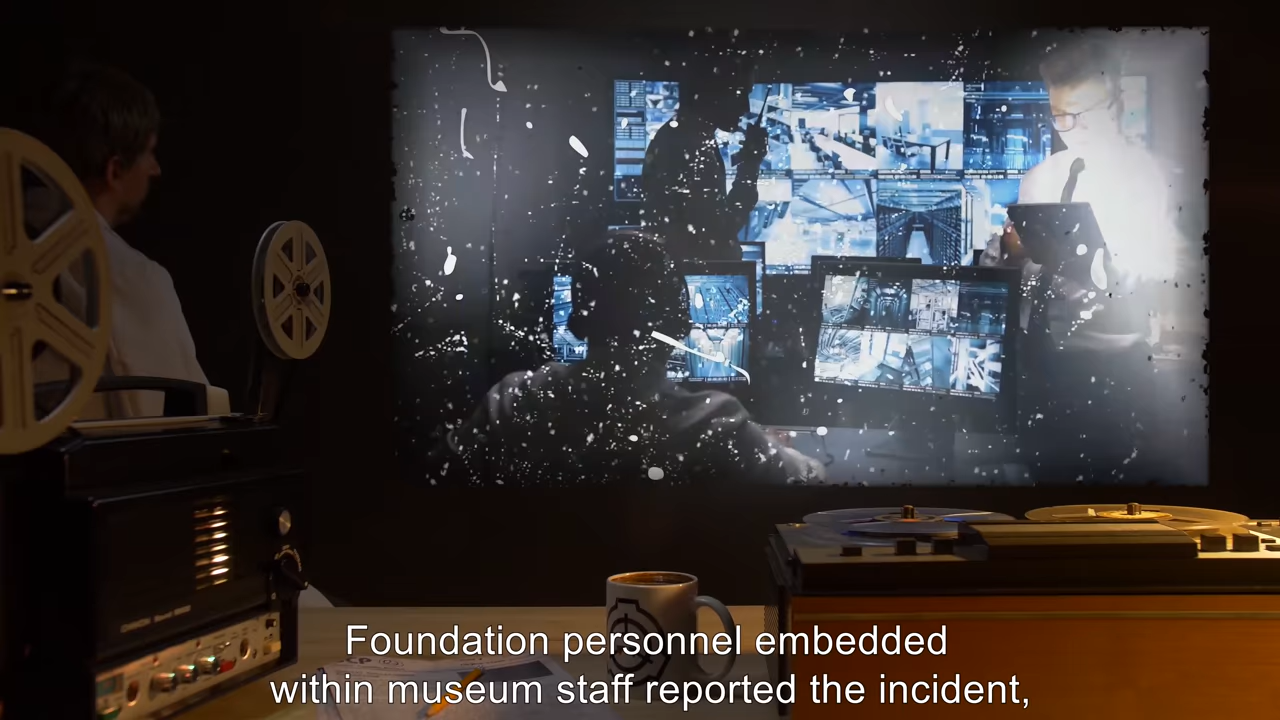 Foundation personnel embedded
within museum staff reported the incident,